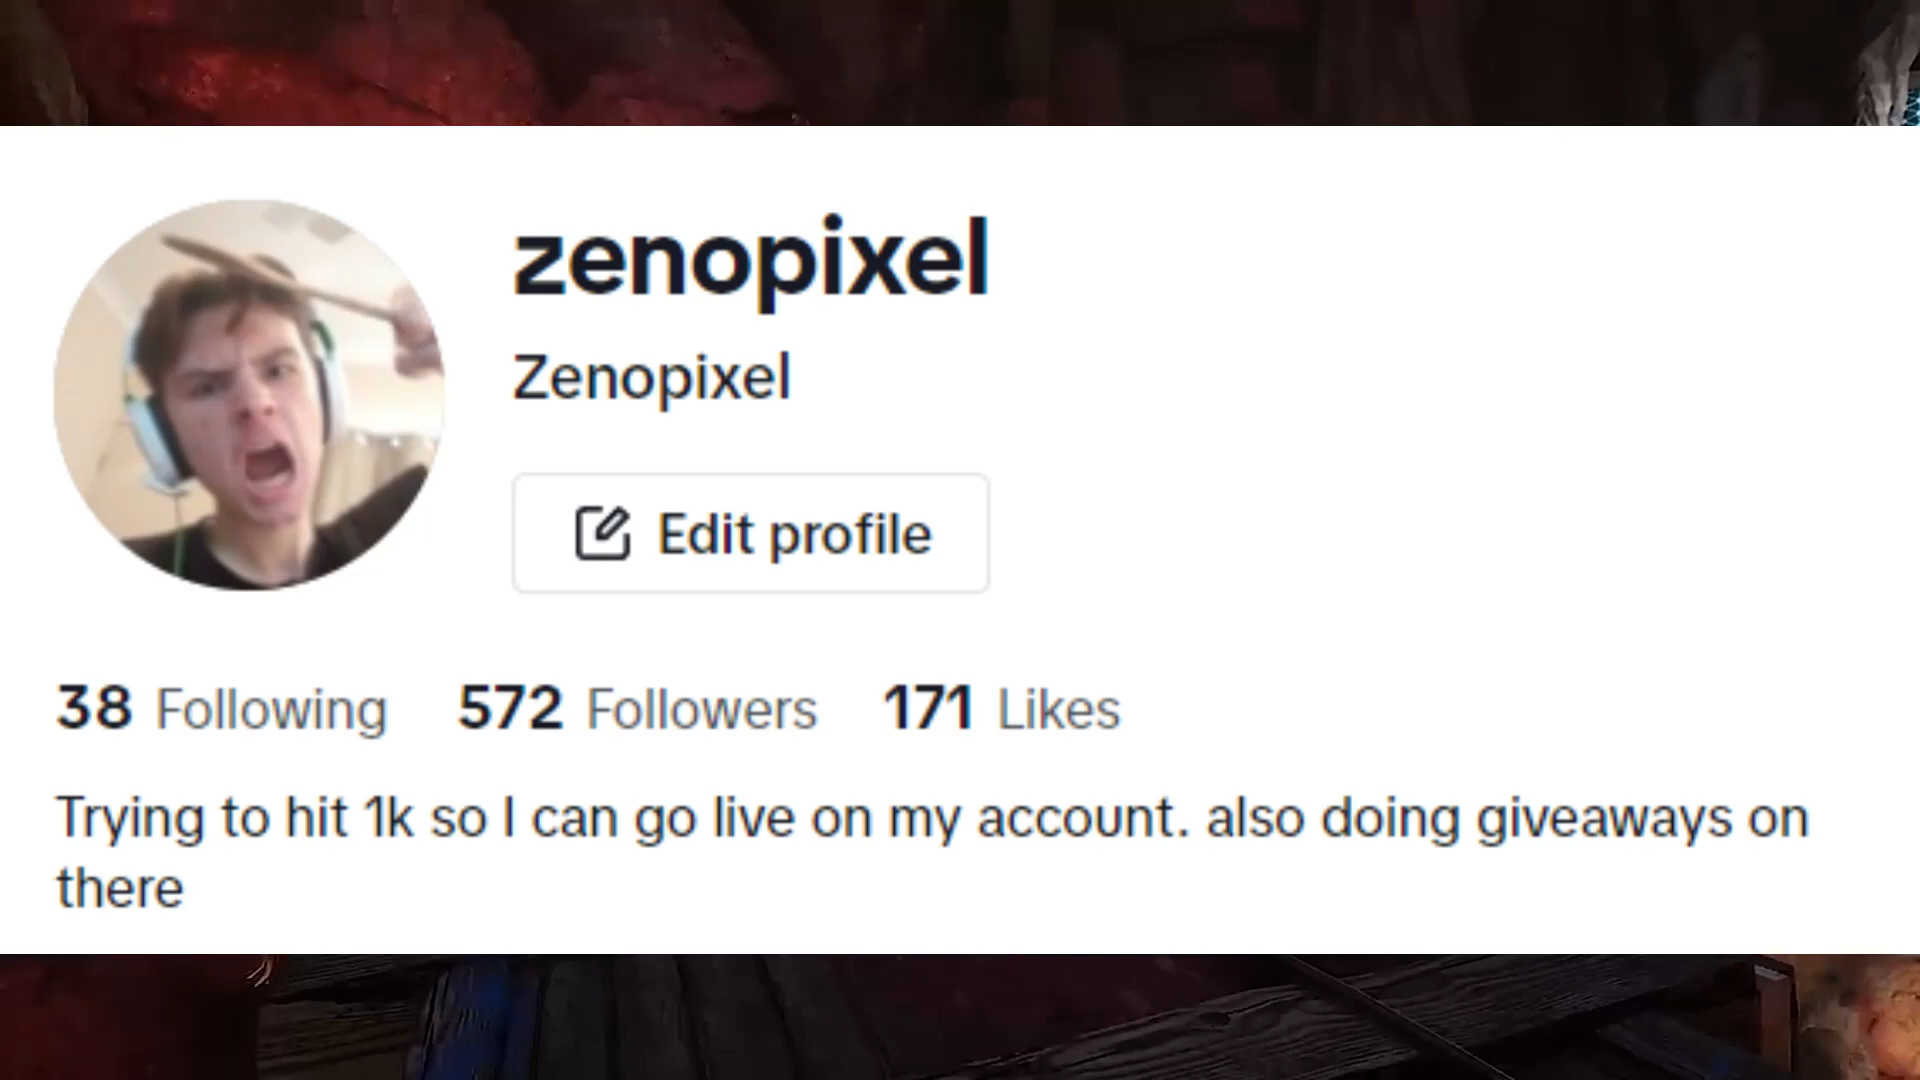 zenopixel
Zenopixel
Edit profile
38 Following 572 Followers 171 Likes
Trying to hit 1k so I can go live on my account. also doing giveaways on
there